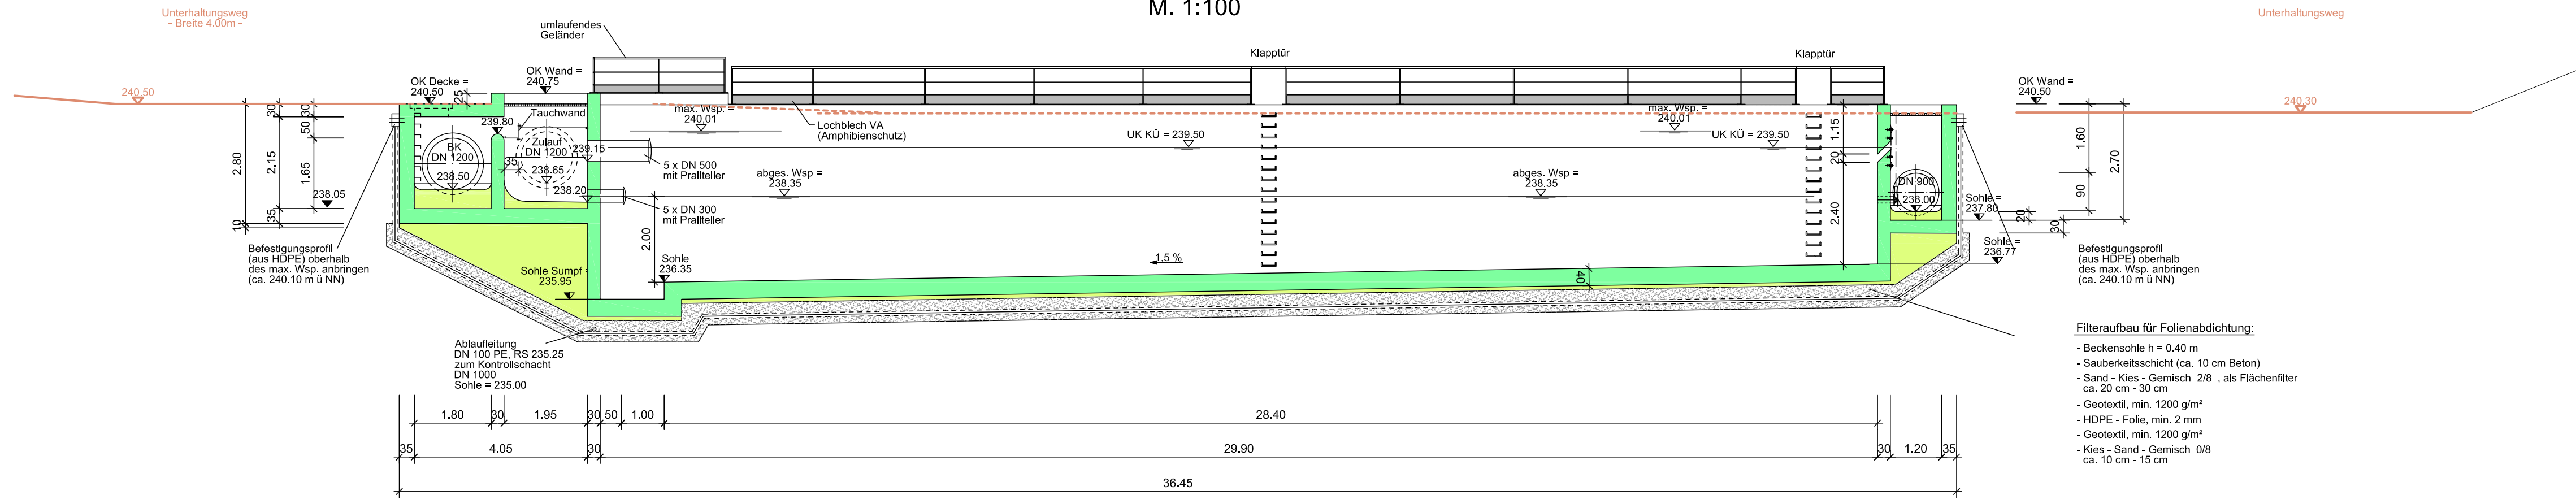 M. 1:100
Unterhaltungsweg
- Breite 4.00m -
Unterhaltungsweg
umlaufendes
Geländer
Klapptür
Klapptür
OK Decke =
240.50
OK Wand =
240.75
OK Wand =
240.50
240.50
240.30
25
max. Wsp. =
240.01
max. Wsp. =
240.01
Lochblech VA
(Amphibienschutz)
UK KÜ = 239.50
UK KÜ = 239.50
Tauchwand
239.80
BK
DN 1200
238.50
Zulauf
DN 1200
238.65
239.15
35
238.20
5 x DN 500
mit Prallteller
5 x DN 300
mit Prallteller
abges. Wsp =
238.35
abges. Wsp =
238.35
2.80
10
30
2.15
35
30
50
1.65
238.05
1.15
20
2.40
DN 900
238.00
Sohle =
237.80
Sohle =
236.77
1.60
90
20
30
2.70
Befestigungsprofil
(aus HDPE) oberhalb
des max. Wsp. anbringen
(ca. 240.10 m ü NN)
Befestigungsprofil
(aus HDPE) oberhalb
des max. Wsp. anbringen
(ca. 240.10 m ü NN)
2.00
Sohle
236.35
Sohle Sumpf =
235.95
1.5 %
40
Ablaufleitung
DN 100 PE, RS 235.25
zum Kontrollschacht
DN 1000
Sohle = 235.00
Filteraufbau für Folienabdichtung:
- Beckensohle h = 0.40 m
- Sauberkeitsschicht (ca. 10 cm Beton)
- Sand - Kies - Gemisch 2/8 , als Flächenfilter
ca. 20 cm - 30 cm
- Geotextil, min. 1200 g/m²
- HDPE - Folie, min. 2 mm
- Geotextil, min. 1200 g/m²
- Kies - Sand - Gemisch 0/8
ca. 10 cm - 15 cm
1.80 30 1.95 30 50 1.00 28.40
35 4.05 30 29.90 30 1.20 35
36.45